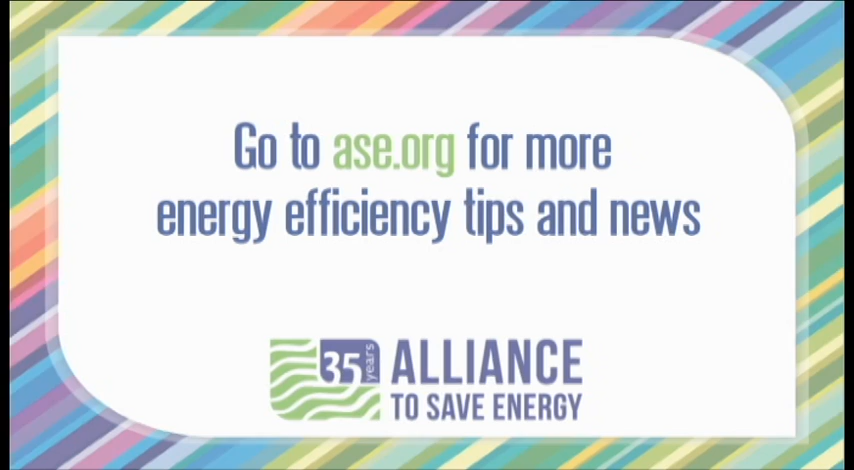 Go to ase.org for more
energy efficiency tips and news
35 years
ALLIANCE
TO SAVE ENERGY